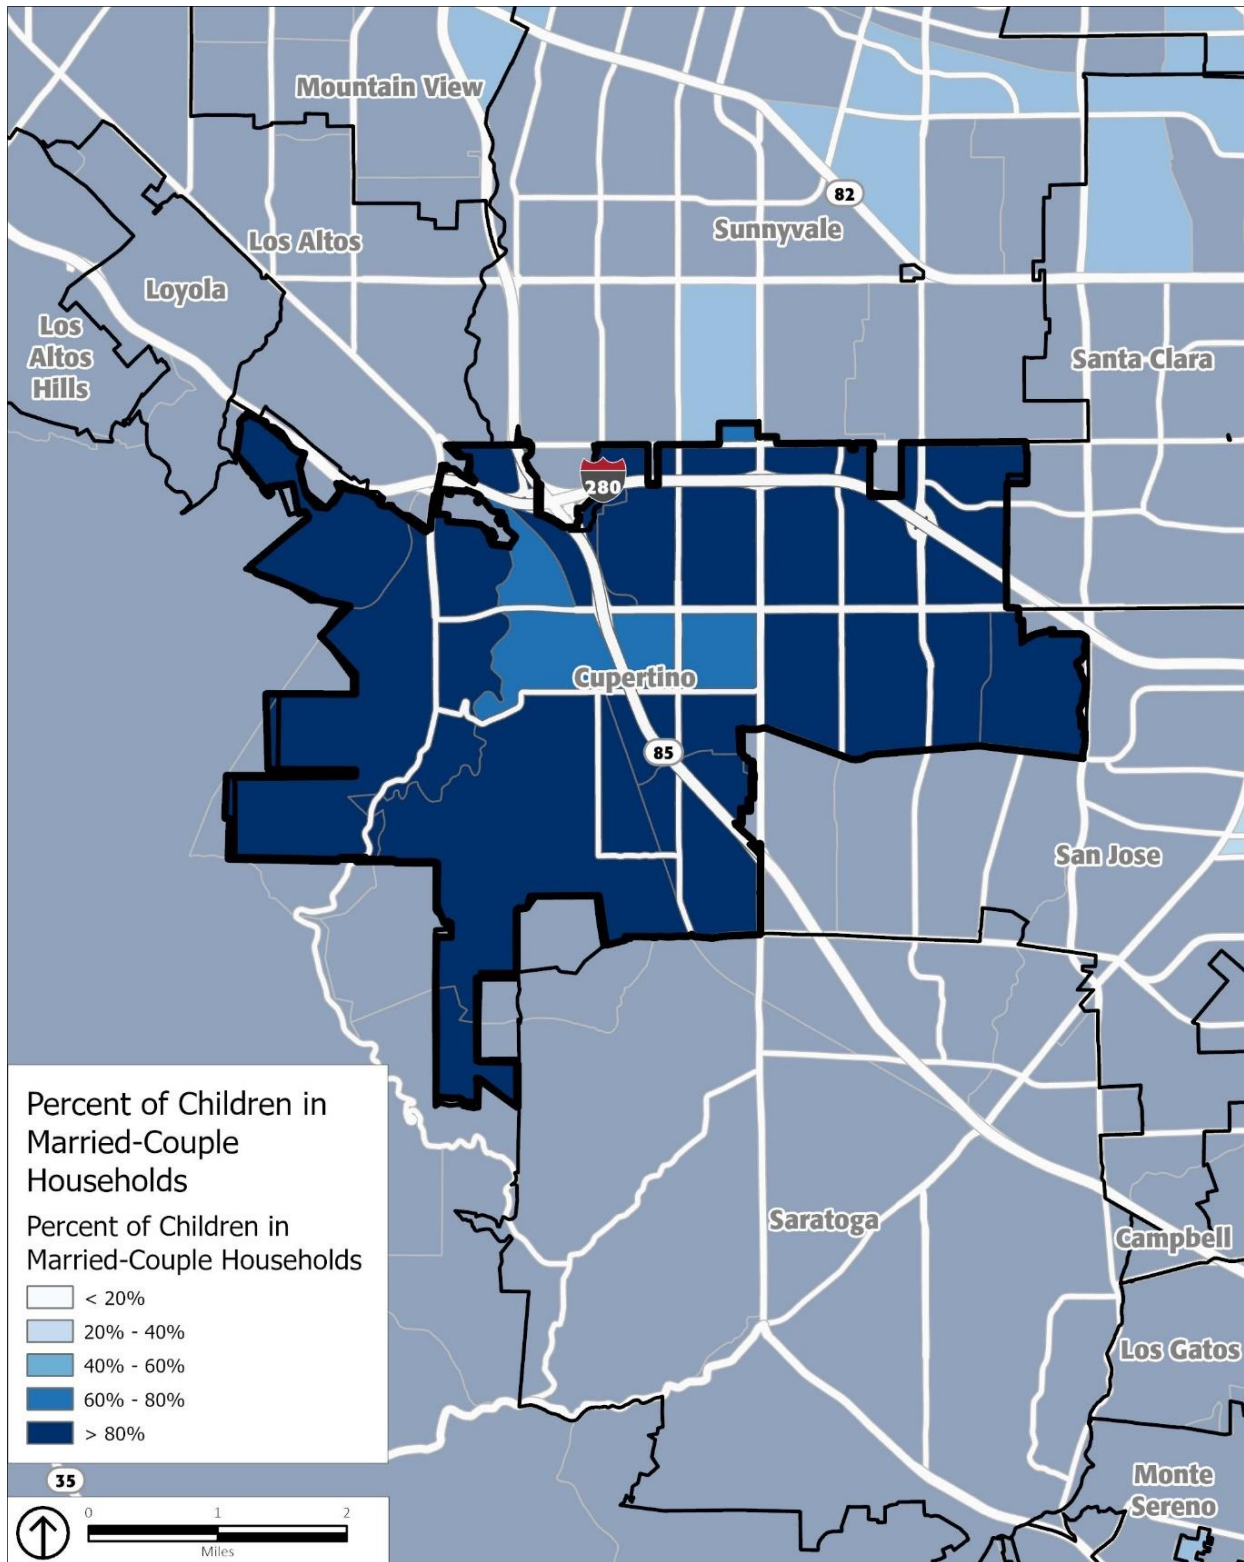 Mountain View
82
Sunnyvale
Los Altos
Loyola
Los
Altos
Hills
Santa Clara
280
Cupertino
85
San Jose
Saratoga
Campbell
Los Gatos
Monte
Sereno
Percent of Children in
Married-Couple
Households
Percent of Children in
Married-Couple Households
< 20%
20% - 40%
40% - 60%
60% - 80%
> 80%
35
0 1 2
Miles